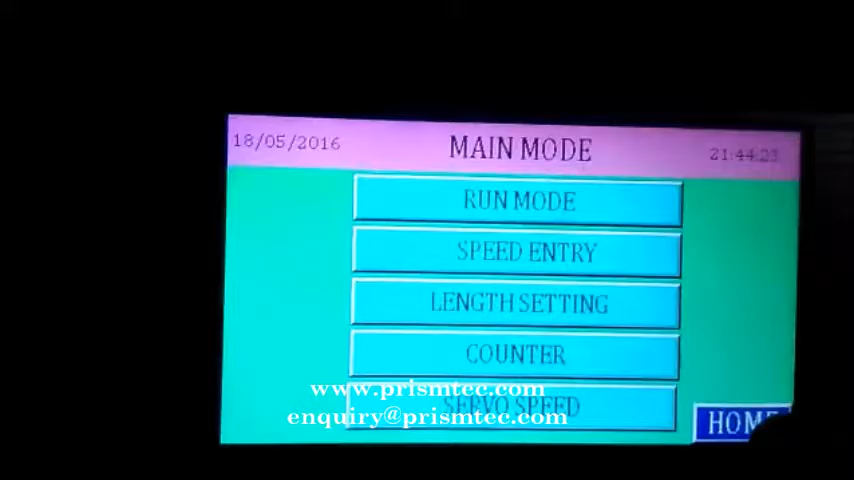 18/05/2016
MAIN MODE
21:44:23
RUN MODE
SPEED ENTRY
LENGTH SETTING
COUNTER
www.prismtec.com
SERVO SPEED
enquiry@prismtec.com
HOME